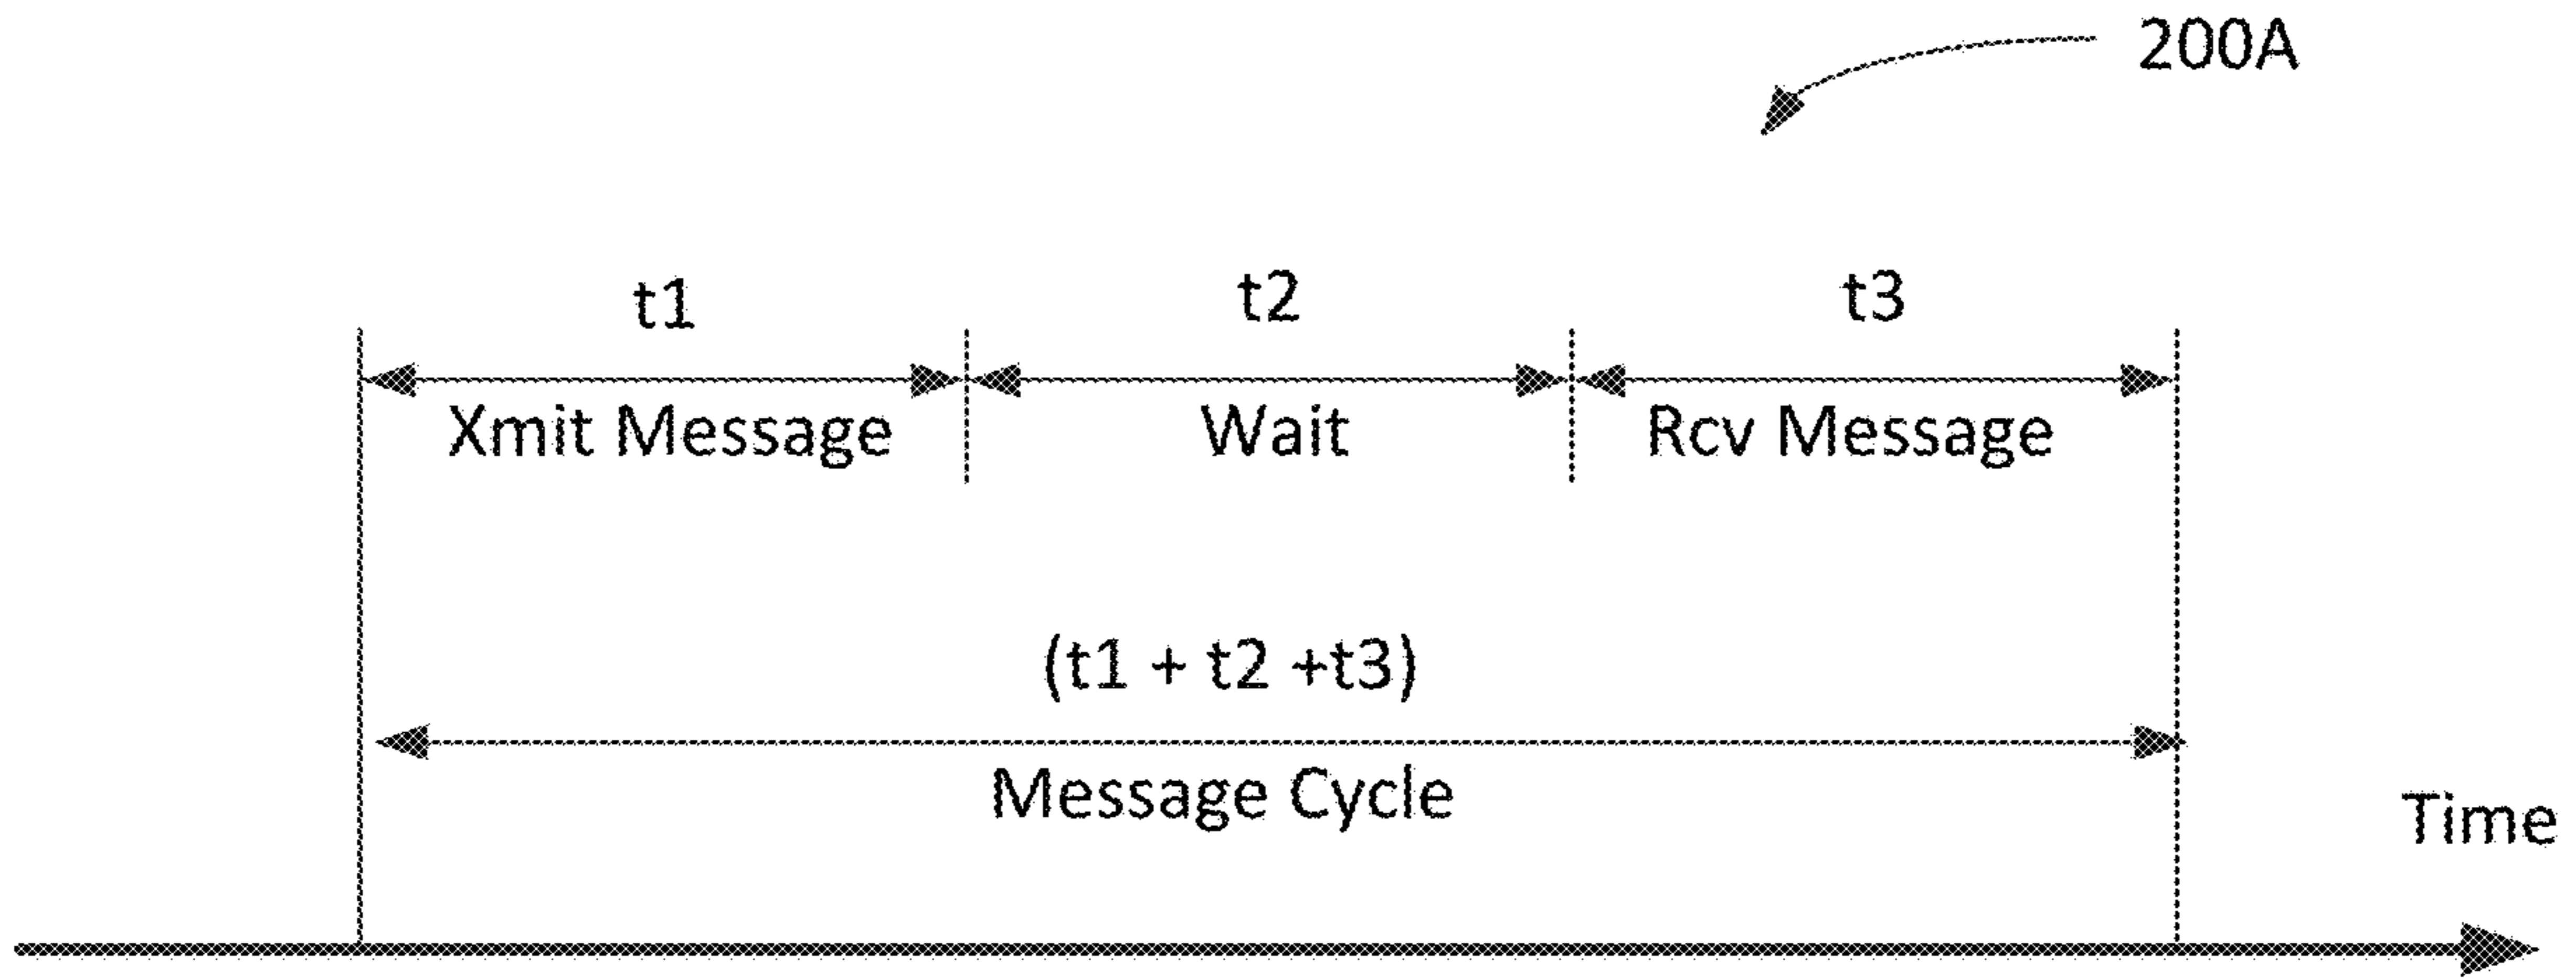 200A
t1
t2
t3
Xmit Message
Wait
Rcv Message
(t1 + t2 +t3)
Message Cycle
Time